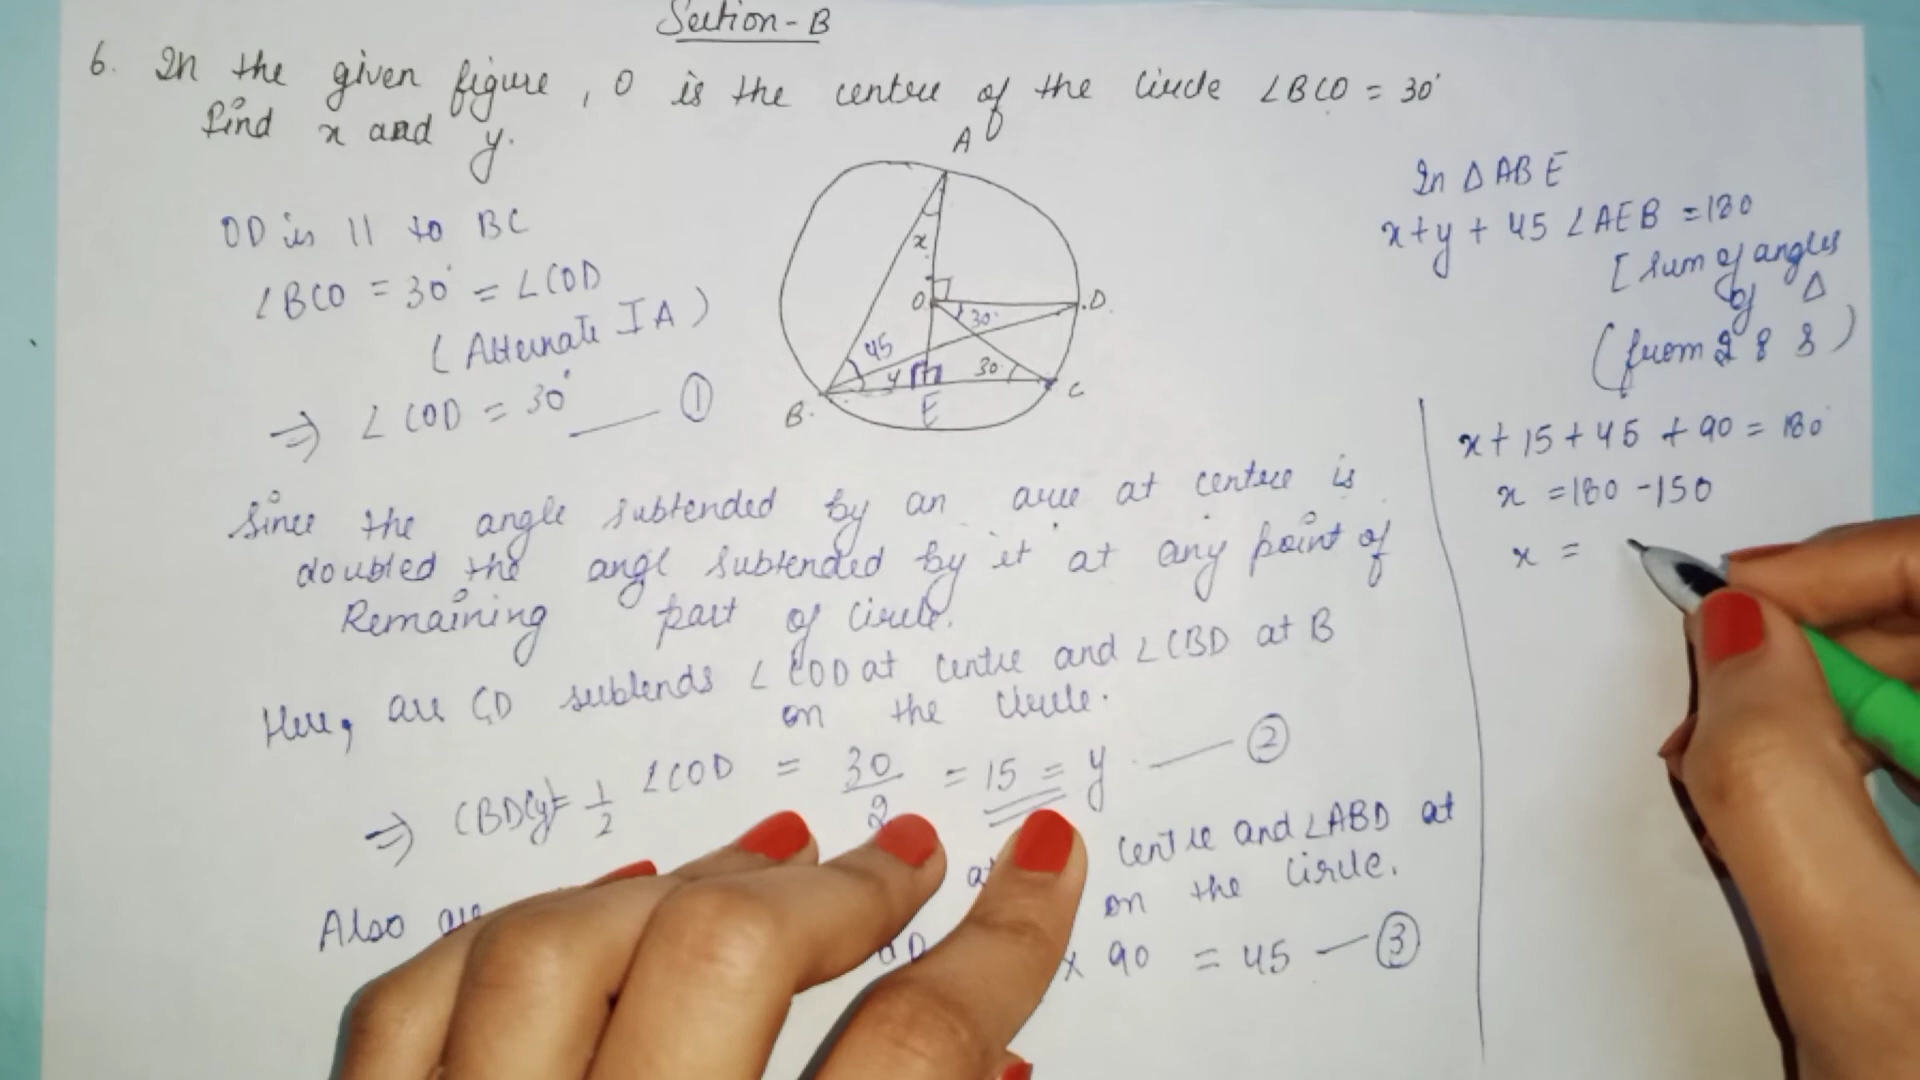 Section-B
6. In the given figure, O is the centre of the circle ∠BCO = 30°
Find x and y.
OD is || to BC
∠BCO = 30° = ∠COD
(Alternate IA)
⇒ ∠COD = 30° — ①
A
x
O
30°
D
45
y
30
B
E
C
Since the angle subtended by an arc at centre is
doubled the angl subtended by it at any point of
Remaining part of circle.
Here, arc CD subtends ∠COD at centre and ∠CBD at B
on the circle.
⇒ CBD(y)= 1/2 ∠COD = 30/2 = 15 = y — ②
Also arc
at centre and ∠ABD at
on the circle.
x 90 = 45 — ③
In △ABE
x+y + 45 ∠AEB = 180
[sum of angles
of △
(from 2 & 3)
x + 15 + 45 + 90 = 180°
x = 180 - 150
x =